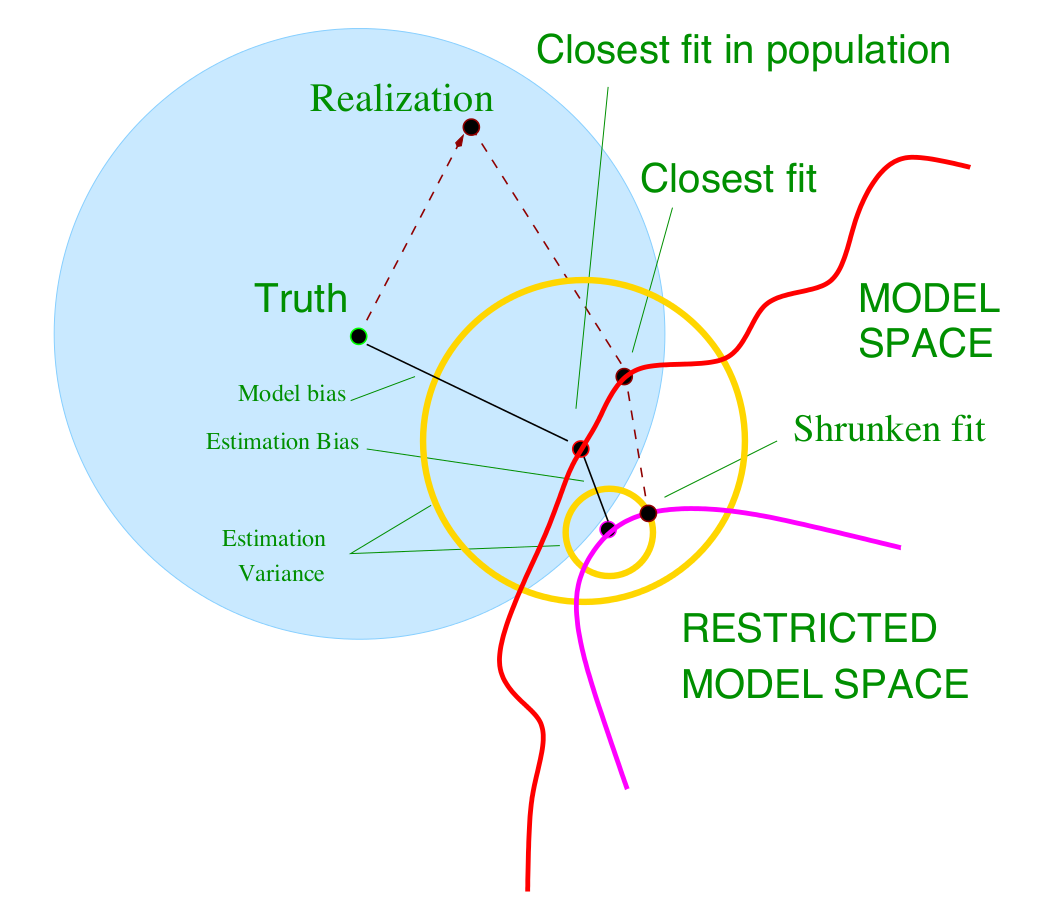 Closest fit in population
Realization
Closest fit
Truth
MODEL
SPACE
Model bias
Estimation Bias
Shrunken fit
Estimation
Variance
RESTRICTED
MODEL SPACE